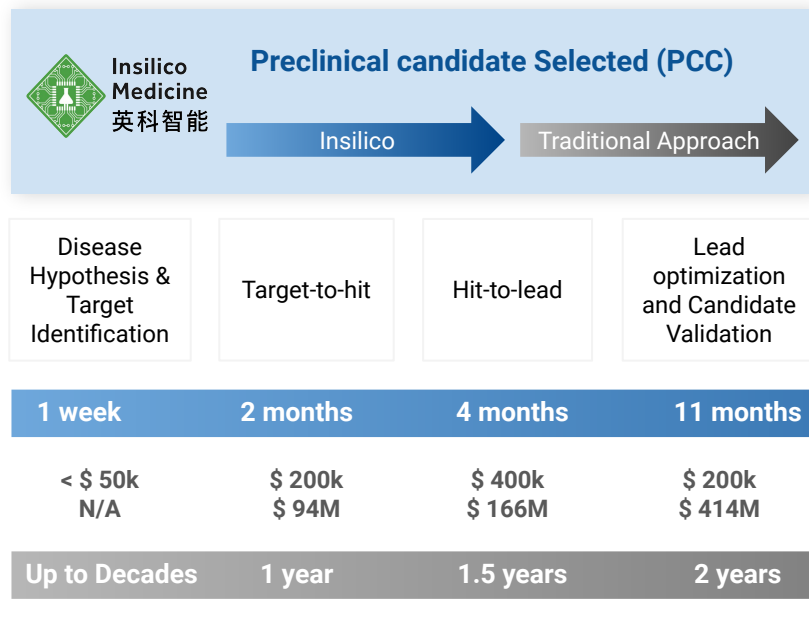 Insilico
Medicine
英科智能
Preclinical candidate Selected (PCC)
Insilico
Traditional Approach
Disease
Hypothesis &
Target
Identification
Target-to-hit
Hit-to-lead
Lead
optimization
and Candidate
Validation
1 week
2 months
4 months
11 months
< $ 50k
$ 200k
$ 400k
$ 200k
N/A
$ 94M
$ 166M
$ 414M
Up to Decades
1 year
1.5 years
2 years